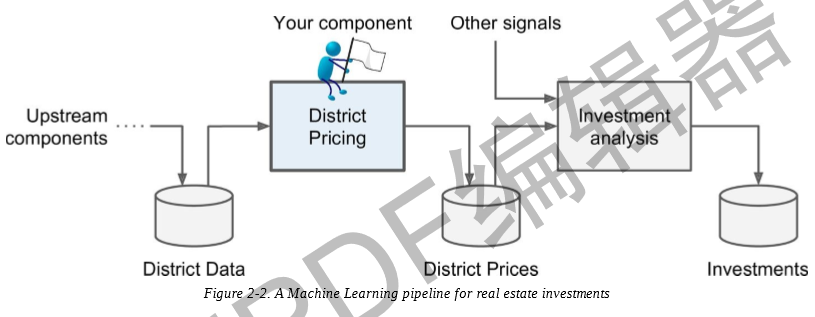 Your component
Other signals
Upstream
components
District
Pricing
Investment
analysis
District Data
District Prices
Investments
Figure 2-2. A Machine Learning pipeline for real estate investments
PDF编辑器